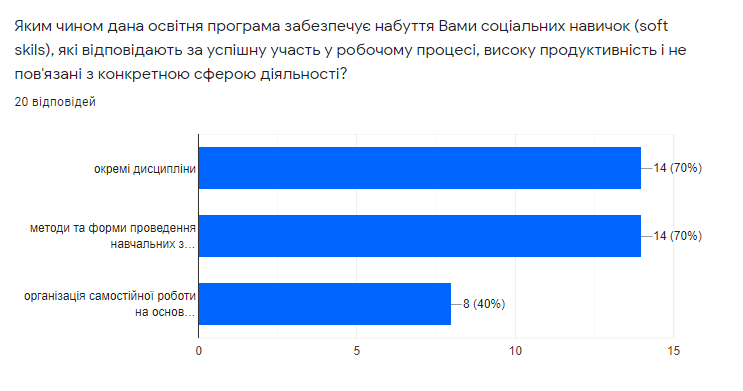 Яким чином дана освітня програма забезпечує набуття Вами соціальних навичок (soft
skils), які відповідають за успішну участь у робочому процесі, високу продуктивність і не
пов'язані з конкретною сферою діяльності?
20 відповідей
окремі дисципліни
14 (70%)
методи та форми проведення
навчальних з...
14 (70%)
організація самостійної роботи
на основ...
8 (40%)
0
5
10
15